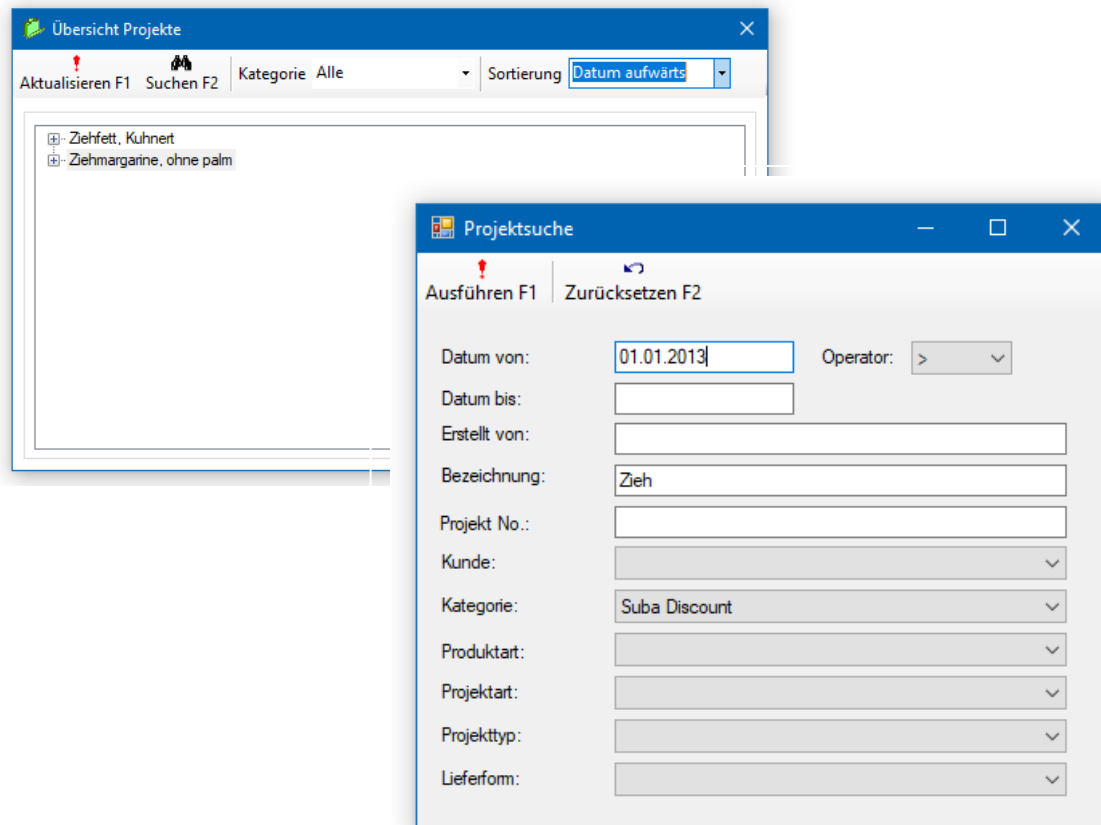 Übersicht Projekte
Aktualisieren F1 Suchen F2 Kategorie Alle Sortierung Datum aufwärts
Ziehfett, Kuhnert
Ziehmargarine, ohne palm
Projektsuche
Ausführen F1 Zurücksetzen F2
Datum von: 01.01.2013 Operator: >
Datum bis:
Erstellt von:
Bezeichnung: Zieh
Projekt No.:
Kunde:
Kategorie: Suba Discount
Produktart:
Projektart:
Projekttyp:
Lieferform: